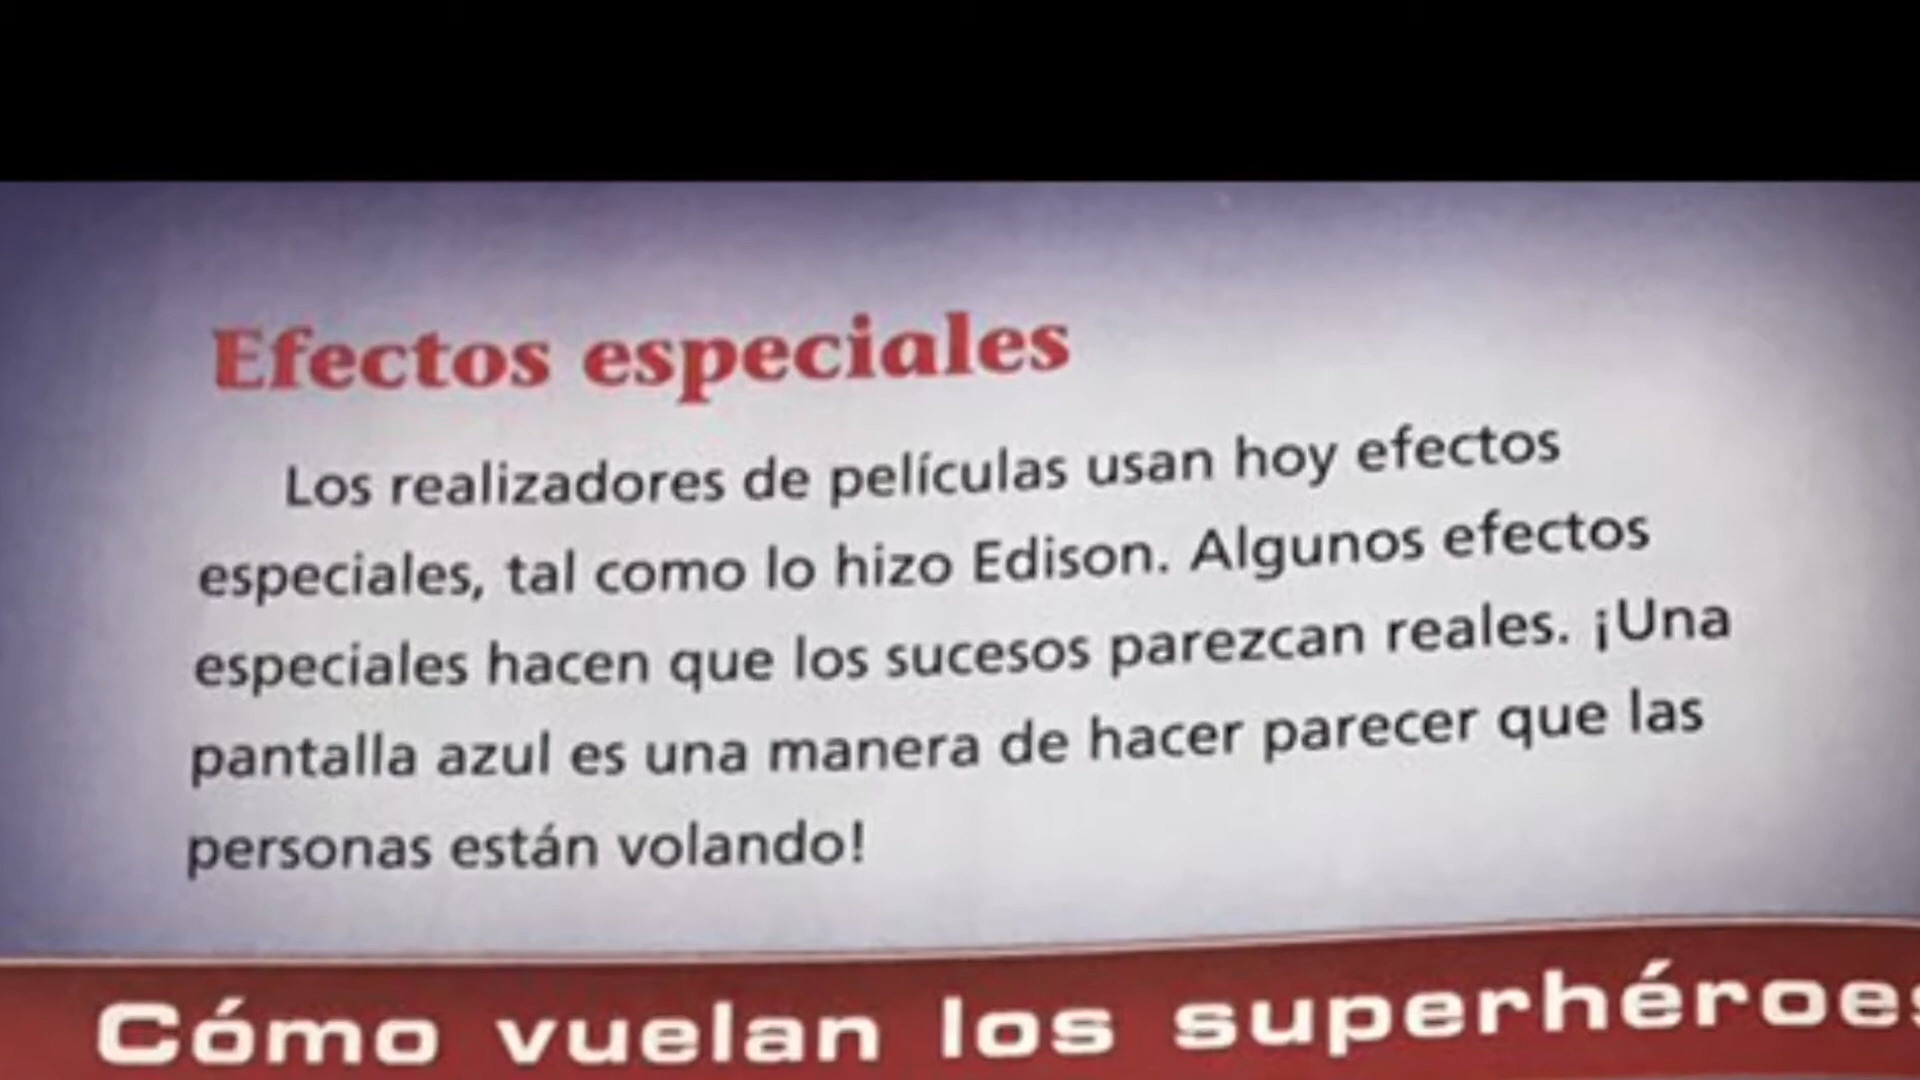 Efectos especiales
Los realizadores de películas usan hoy efectos
especiales, tal como lo hizo Edison. Algunos efectos
especiales hacen que los sucesos parezcan reales. ¡Una
pantalla azul es una manera de hacer parecer que las
personas están volando!
Cómo vuelan los superhéroes